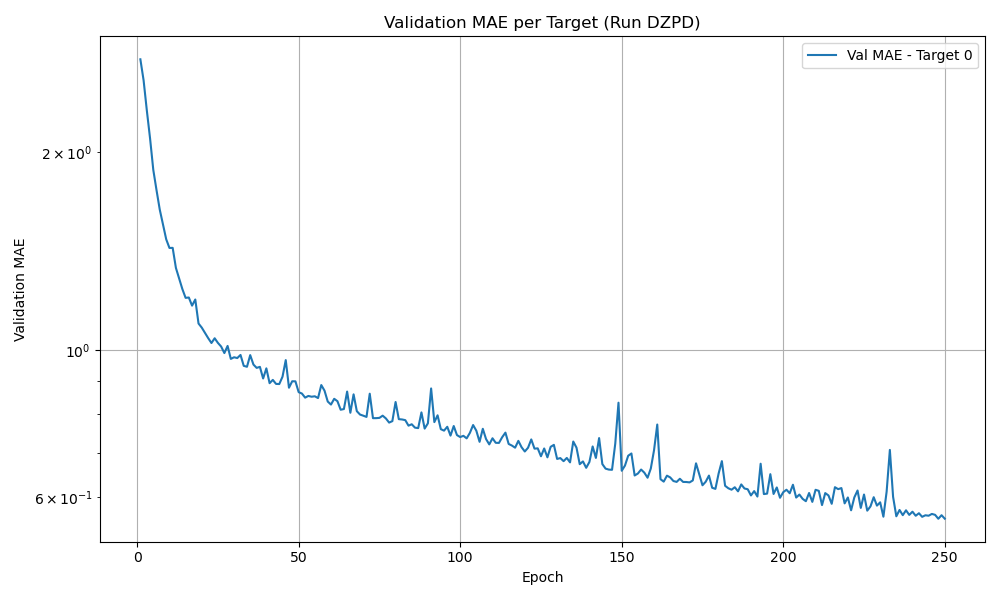 Validation MAE per Target (Run DZPD)
Val MAE - Target 0
Validation MAE
2 × 10⁰
10⁰
6 × 10⁻¹
0 50 100 150 200 250
Epoch